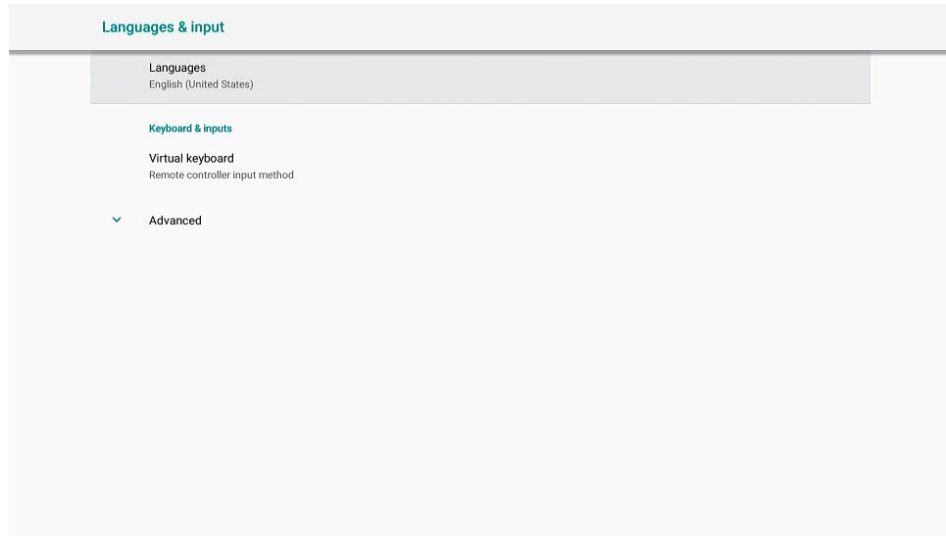 Languages & input
Languages
English (United States)
Keyboard & inputs
Virtual keyboard
Remote controller input method
Advanced